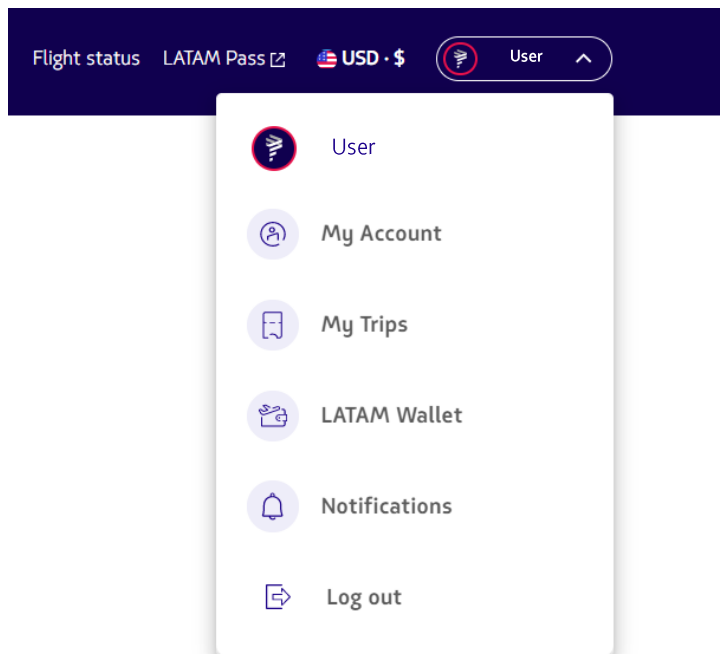 Flight status LATAM Pass USD · $ User
User
My Account
My Trips
LATAM Wallet
Notifications
Log out